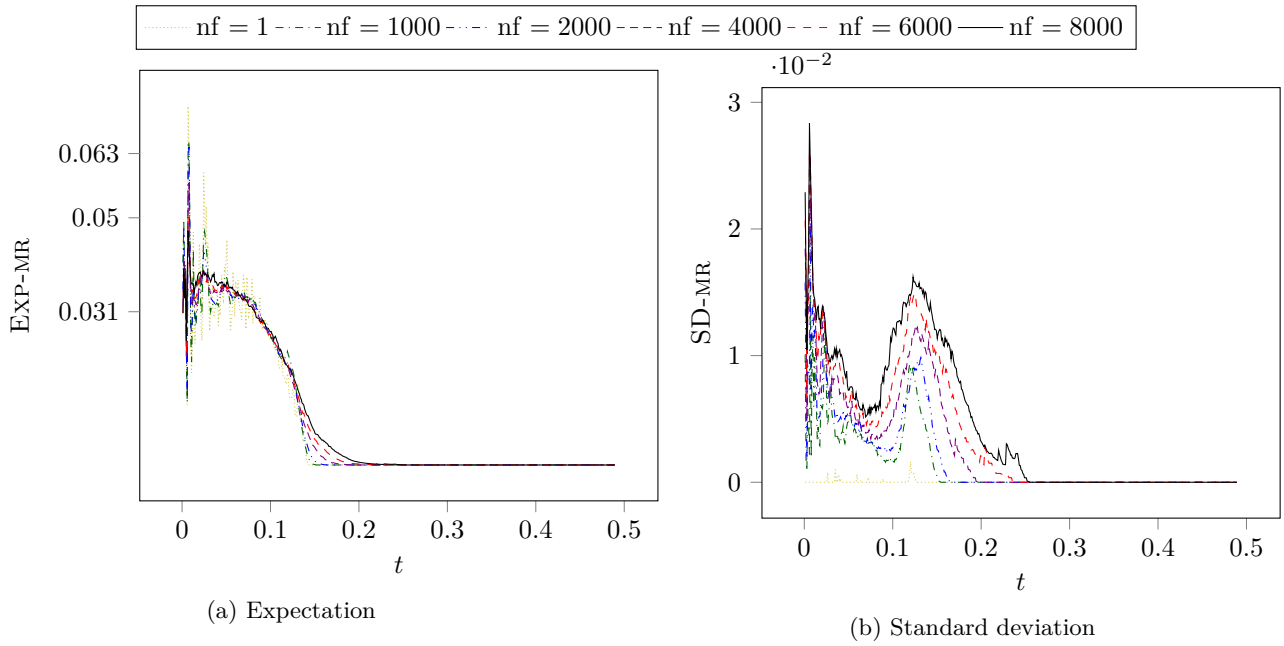 nf = 1 nf = 1000 nf = 2000 nf = 4000 nf = 6000 nf = 8000
0.063
0.05
0.031
EXP-MR
0 0.1 0.2 0.3 0.4 0.5
t
(a) Expectation
·10−2
3
2
1
0
SD-MR
0 0.1 0.2 0.3 0.4 0.5
t
(b) Standard deviation